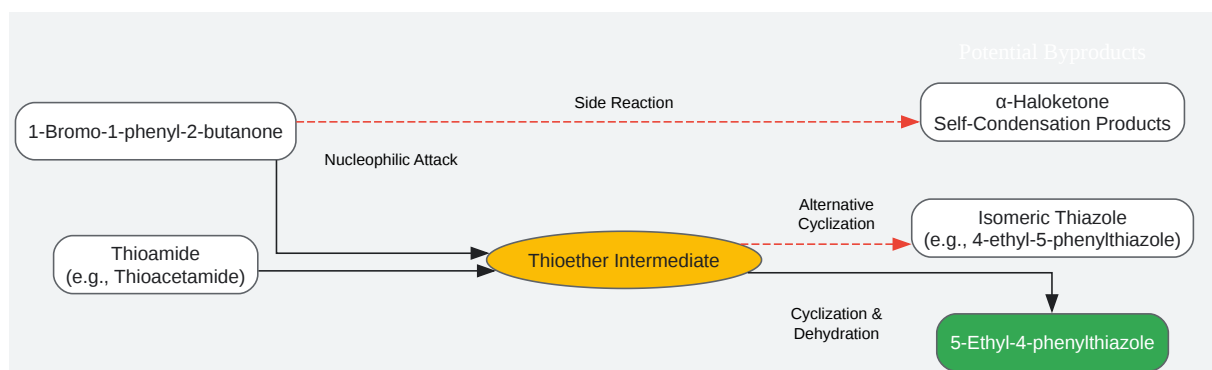 Potential Byproducts
α-Haloketone
Self-Condensation Products
Side Reaction
1-Bromo-1-phenyl-2-butanone
Nucleophilic Attack
Alternative
Cyclization
Isomeric Thiazole
(e.g., 4-ethyl-5-phenylthiazole)
Thioamide
(e.g., Thioacetamide)
Thioether Intermediate
Cyclization &
Dehydration
5-Ethyl-4-phenylthiazole